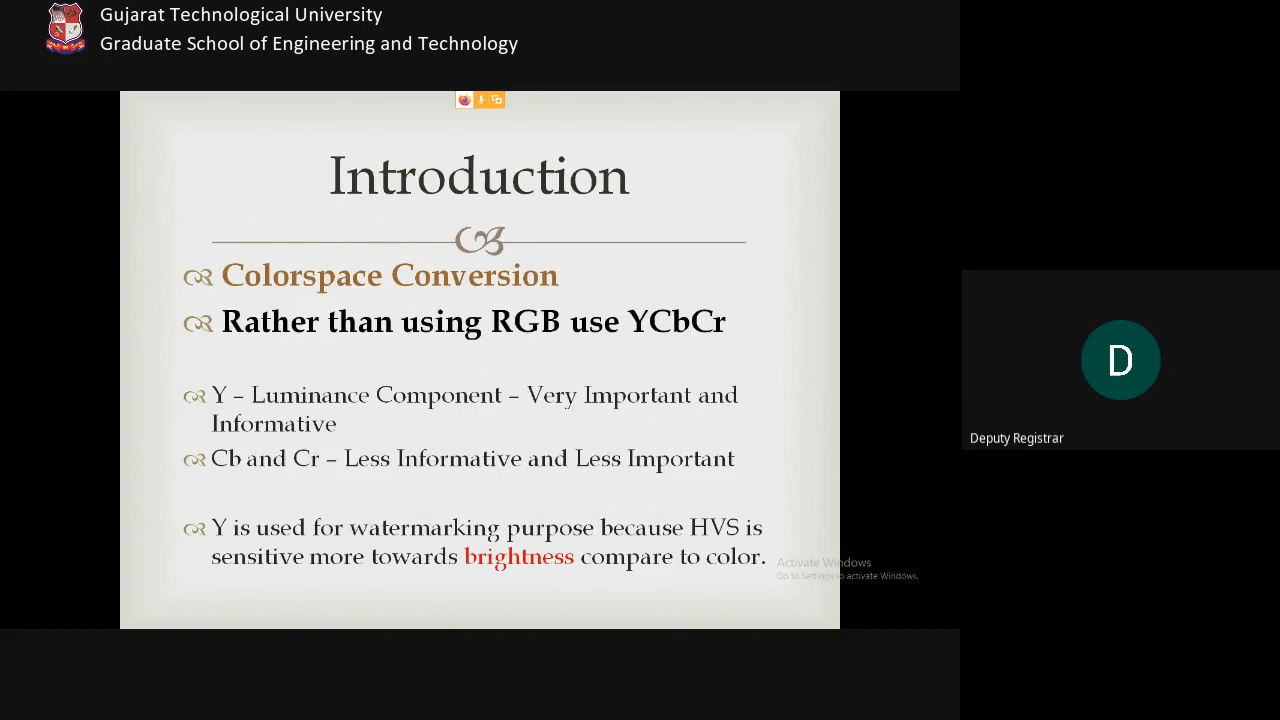 Gujarat Technological University
Graduate School of Engineering and Technology
Introduction
Colorspace Conversion
Rather than using RGB use YCbCr
Y – Luminance Component – Very Important and
Informative
Cb and Cr – Less Informative and Less Important
Y is used for watermarking purpose because HVS is
sensitive more towards brightness compare to color.
Activate Windows
Go to Settings to activate Windows.
D
Deputy Registrar